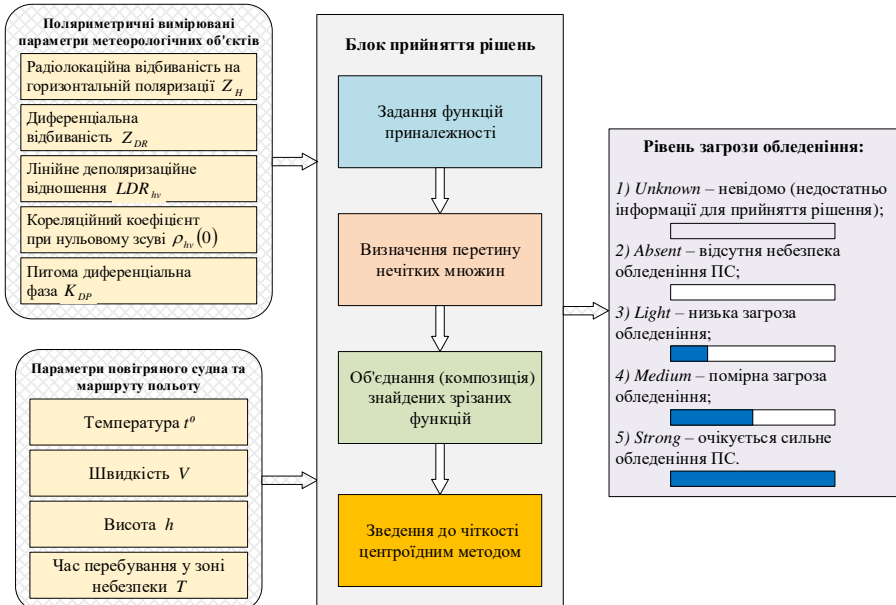 Поляриметричні вимірювані
параметри метеорологічних об'єктів
Радіолокаційна відбиваність на
горизонтальній поляризації Z_H
Диференціальна
відбиваність Z_DR
Лінійне деполяризаційне
відношення LDR_hv
Кореляційний коефіцієнт
при нульовому зсуві ρ_hv(0)
Питома диференціальна
фаза K_DP
Параметри повітряного судна та
маршруту польоту
Температура t⁰
Швидкість V
Висота h
Час перебування у зоні
небезпеки T
Блок прийняття рішень
Задання функцій
приналежності
Визначення перетину
нечітких множин
Об'єднання (композиція)
знайдених зрізаних
функцій
Зведення до чіткості
центроїдним методом
Рівень загрози обледеніння:
1) Unknown – невідомо (недостатньо
інформації для прийняття рішення);
2) Absent – відсутня небезпека
обледеніння ПС;
3) Light – низька загроза
обледеніння;
4) Medium – помірна загроза
обледеніння;
5) Strong – очікується сильне
обледеніння ПС.